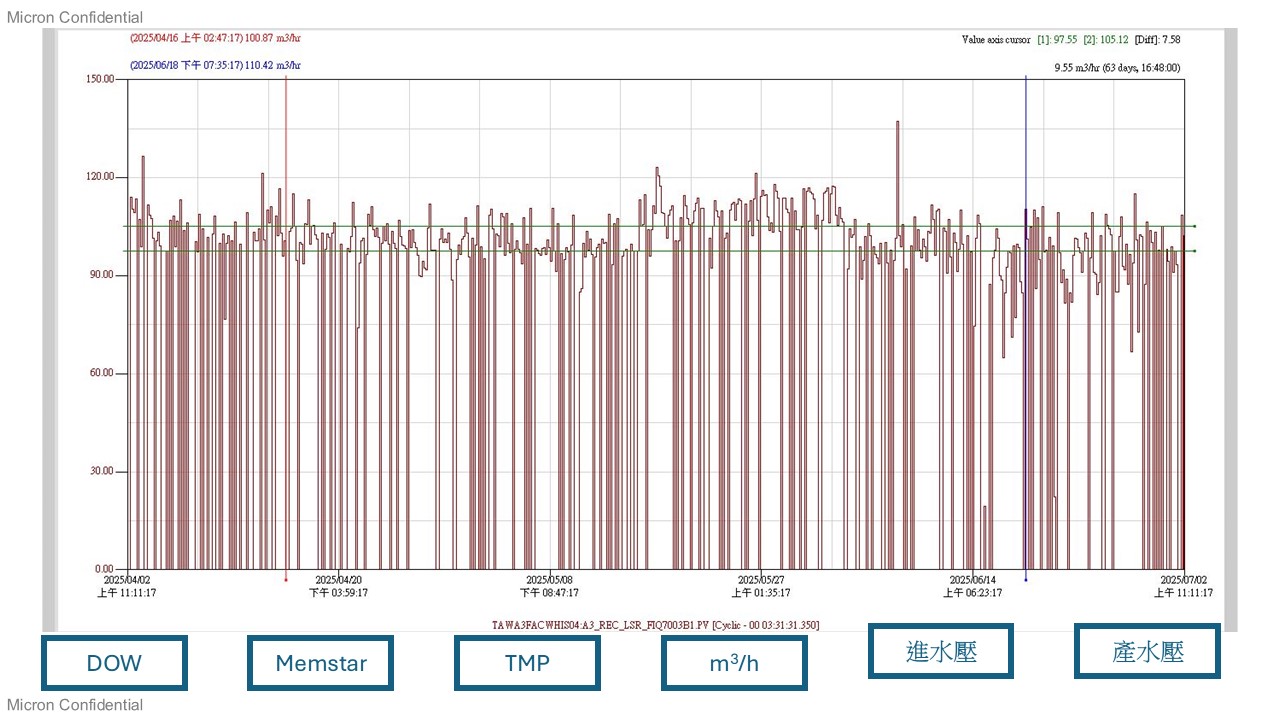 Micron Confidential
(2025/04/16 上午 02:47:17) 100.87 m3/hr
Value axis cursor [1]: 97.55 [2]: 105.12 [Diff]: 7.58
(2025/06/18 下午 07:35:17) 110.42 m3/hr
9.55 m3/hr (63 days, 16:48:00)
150.00
120.00
90.00
60.00
30.00
0.00
2025/04/02 2025/04/20 2025/05/08 2025/05/27 2025/06/14 2025/07/02
上午 11:11:17 下午 03:59:17 下午 08:47:17 上午 01:35:17 上午 06:23:17 上午 11:11:17
TAWA3FACWHIS04:A3_REC_LSR_FIQ7003B1.PV [Cyclic - 00 03:31:31.350]
DOW Memstar TMP m³/h 進水壓 產水壓
Micron Confidential